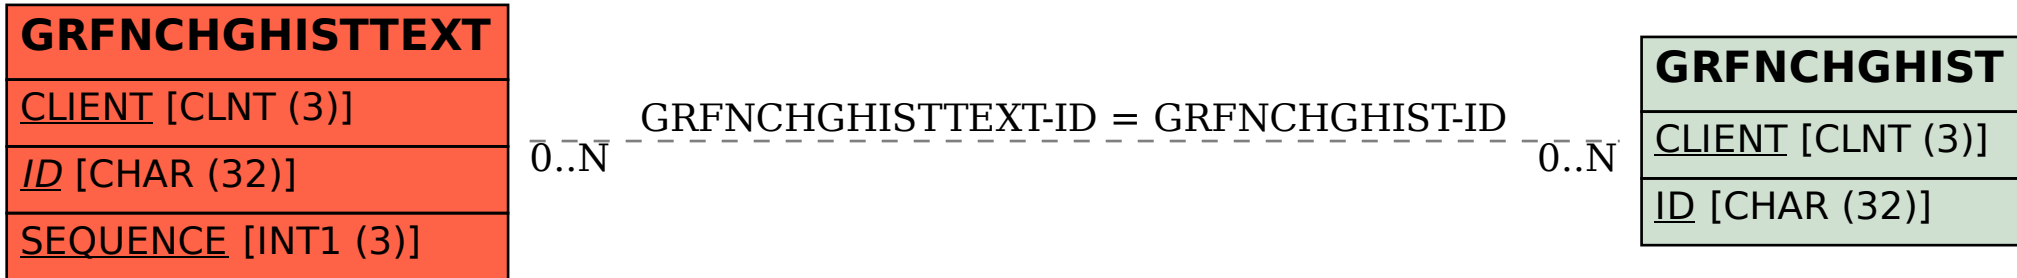 GRFNCHGHISTTEXT
CLIENT [CLNT (3)]
ID [CHAR (32)]
SEQUENCE [INT1 (3)]
GRFNCHGHISTTEXT-ID = GRFNCHGHIST-ID
0..N
0..N
GRFNCHGHIST
CLIENT [CLNT (3)]
ID [CHAR (32)]